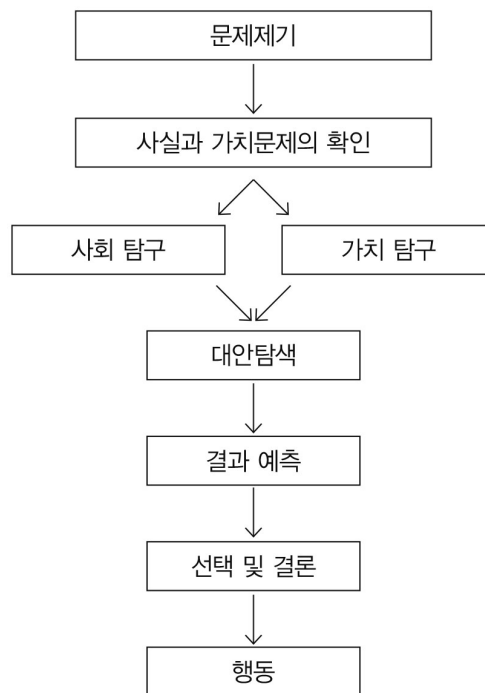 문제제기
사실과 가치문제의 확인
사회 탐구
가치 탐구
대안탐색
결과 예측
선택 및 결론
행동